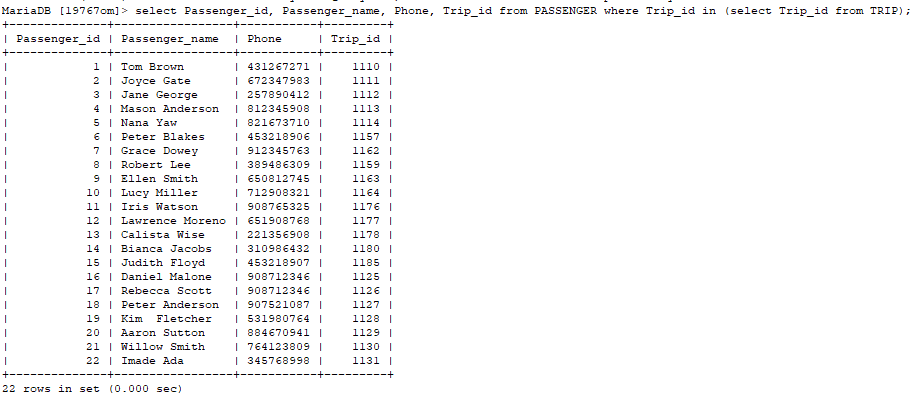 MariaDB [19767om]> select Passenger_id, Passenger_name, Phone, Trip_id from PASSENGER where Trip_id in (select Trip_id from TRIP);
+--------------+----------------+-----------+---------+
| Passenger_id | Passenger_name | Phone | Trip_id |
+--------------+----------------+-----------+---------+
| 1 | Tom Brown | 431267271 | 1110 |
| 2 | Joyce Gate | 672347983 | 1111 |
| 3 | Jane George | 257890412 | 1112 |
| 4 | Mason Anderson | 812345908 | 1113 |
| 5 | Nana Yaw | 821673710 | 1114 |
| 6 | Peter Blakes | 453218906 | 1157 |
| 7 | Grace Dowey | 912345763 | 1162 |
| 8 | Robert Lee | 389486309 | 1159 |
| 9 | Ellen Smith | 650812745 | 1163 |
| 10 | Lucy Miller | 712908321 | 1164 |
| 11 | Iris Watson | 908765325 | 1176 |
| 12 | Lawrence Moreno | 651908768 | 1177 |
| 13 | Calista Wise | 221356908 | 1178 |
| 14 | Bianca Jacobs | 310986432 | 1180 |
| 15 | Judith Floyd | 453218907 | 1185 |
| 16 | Daniel Malone | 908712346 | 1125 |
| 17 | Rebecca Scott | 908712346 | 1126 |
| 18 | Peter Anderson | 907521087 | 1127 |
| 19 | Kim  Fletcher | 531980764 | 1128 |
| 20 | Aaron Sutton | 884670941 | 1129 |
| 21 | Willow Smith | 764123809 | 1130 |
| 22 | Imade Ada | 345768998 | 1131 |
+--------------+----------------+-----------+---------+
22 rows in set (0.000 sec)